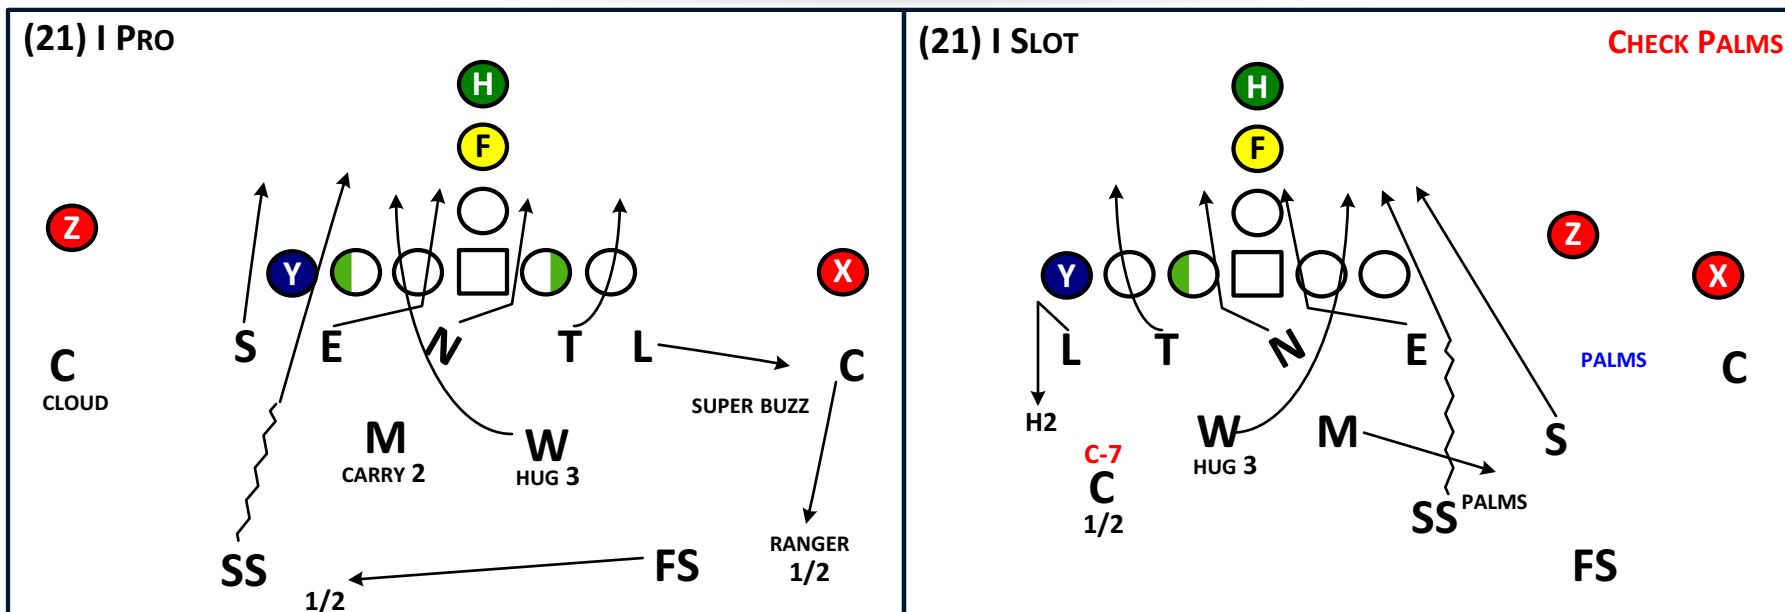 (21) I PRO
H
F
Z
Y
X
S
E
N
T
L
C
C
CLOUD
SUPER BUZZ
M
CARRY 2
W
HUG 3
SS
1/2
FS
RANGER
1/2
(21) I SLOT
CHECK PALMS
H
F
Z
Y
X
L
T
N
E
PALMS
C
H2
C-7
C
1/2
W
HUG 3
M
S
SS
PALMS
FS